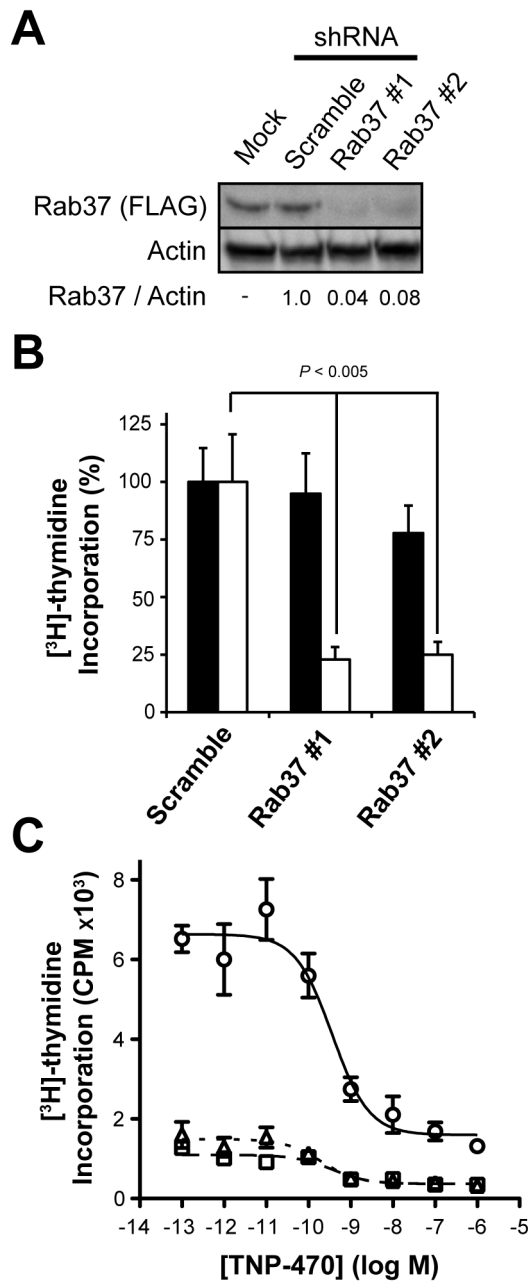 A
shRNA
Mock
Scramble
Rab37 #1
Rab37 #2
Rab37 (FLAG)
Actin
Rab37 / Actin - 1.0 0.04 0.08
B
P < 0.005
[³H]-thymidine
Incorporation (%)
125
100
75
50
25
0
Scramble
Rab37 #1
Rab37 #2
C
[³H]-thymidine
Incorporation (CPM x10³)
8
6
4
2
0
-13 -12 -11 -10 -9 -8 -7 -6 -5
[TNP-470] (log M)